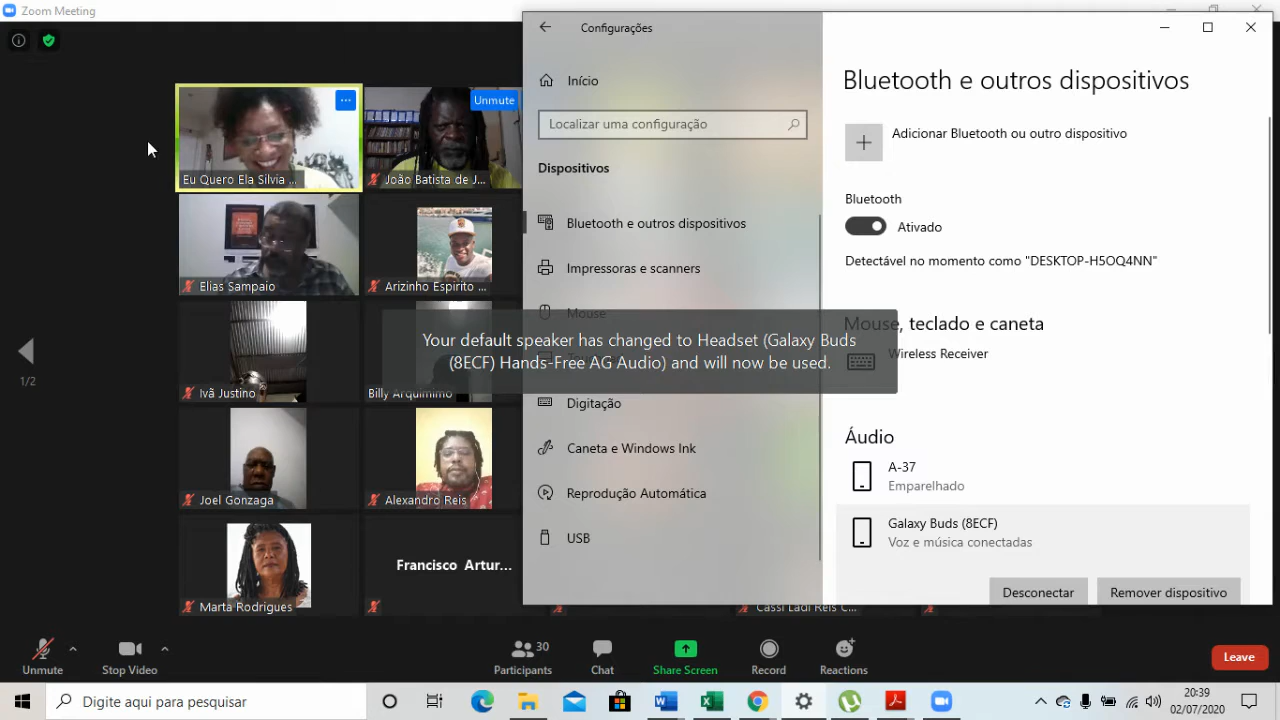 Zoom Meeting
Unmute
Eu Quero Ela Silvia ...
João Batista de J...
Elias Sampaio
Arizinho Espirito ...
1/2
Ivã Justino
Billy Arquimimo
Joel Gonzaga
Alexandro Reis
Marta Rodrigues
Francisco Artur...
Cassi Ladi Reis C...
Configurações
Início
Localizar uma configuração
Dispositivos
Bluetooth e outros dispositivos
Impressoras e scanners
Mouse
Digitação
Caneta e Windows Ink
Reprodução Automática
USB
Bluetooth e outros dispositivos
Adicionar Bluetooth ou outro dispositivo
Bluetooth
Ativado
Detectável no momento como "DESKTOP-H5OQ4NN"
Mouse, teclado e caneta
Wireless Receiver
Áudio
A-37
Emparelhado
Galaxy Buds (8ECF)
Voz e música conectadas
Desconectar
Remover dispositivo
Your default speaker has changed to Headset (Galaxy Buds
(8ECF) Hands-Free AG Audio) and will now be used.
Unmute
Stop Video
30
Participants
Chat
Share Screen
Record
Reactions
Leave
Digite aqui para pesquisar
20:39
02/07/2020